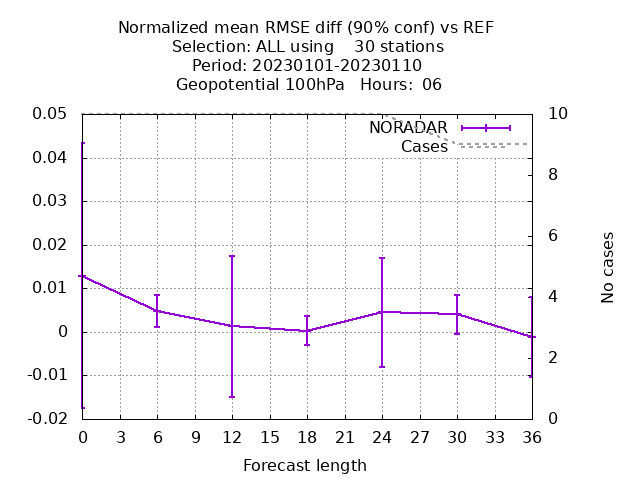 Normalized mean RMSE diff (90% conf) vs REF
Selection: ALL using    30 stations
Period: 20230101-20230110
Geopotential 100hPa   Hours:  06
NORADAR
Cases
0.05
0.04
0.03
0.02
0.01
0
-0.01
-0.02
10
8
6
4
2
0
No cases
0 3 6 9 12 15 18 21 24 27 30 33 36
Forecast length